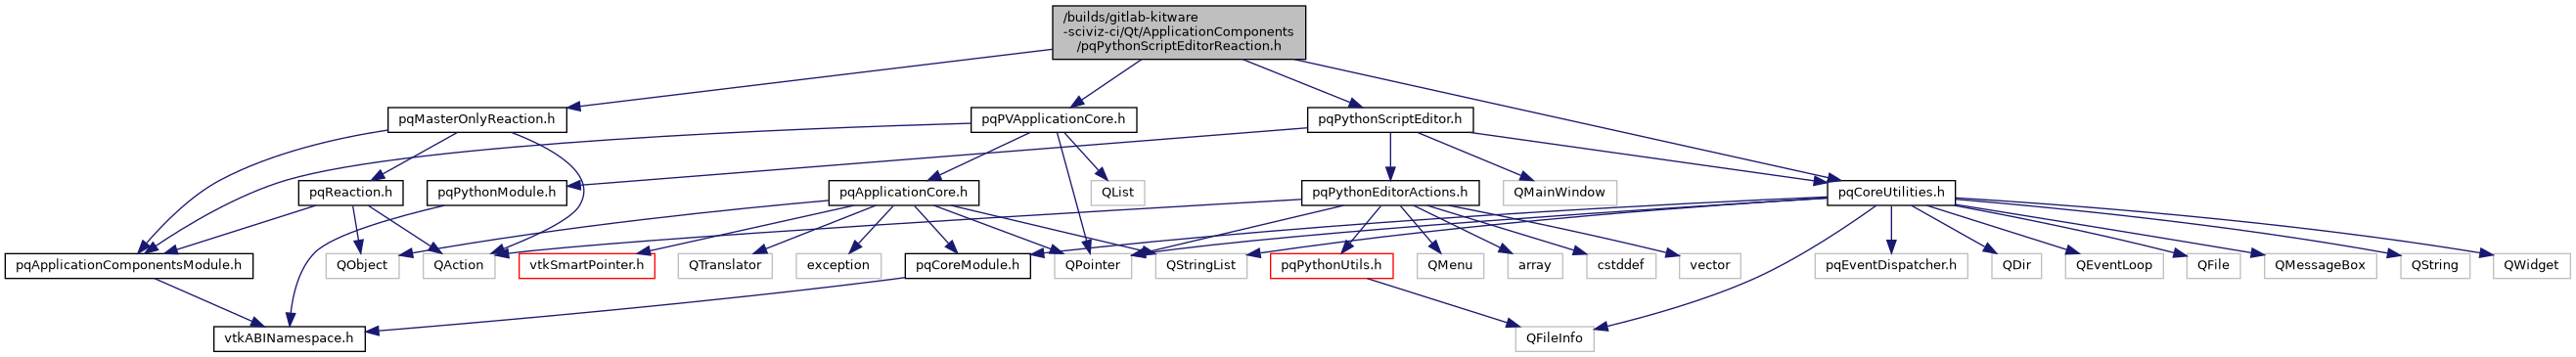 /builds/gitlab-kitware
-sciviz-ci/Qt/ApplicationComponents
/pqPythonScriptEditorReaction.h
pqMasterOnlyReaction.h
pqPVApplicationCore.h
pqPythonScriptEditor.h
pqReaction.h
pqPythonModule.h
pqApplicationCore.h
QList
pqPythonEditorActions.h
QMainWindow
pqCoreUtilities.h
pqApplicationComponentsModule.h
QObject
QAction
vtkSmartPointer.h
QTranslator
exception
pqCoreModule.h
QPointer
QStringList
pqPythonUtils.h
QMenu
array
cstddef
vector
pqEventDispatcher.h
QDir
QEventLoop
QFile
QMessageBox
QString
QWidget
vtkABINamespace.h
QFileInfo